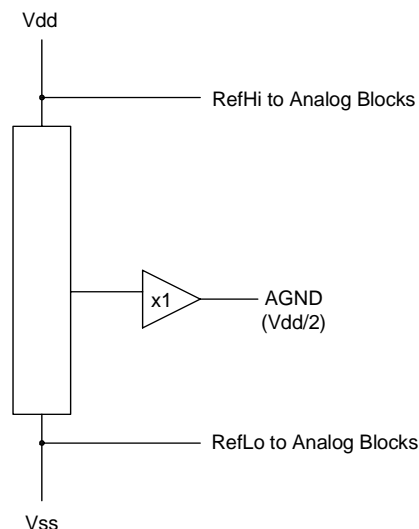 Vdd
RefHi to Analog Blocks
x1
AGND
(Vdd/2)
RefLo to Analog Blocks
Vss